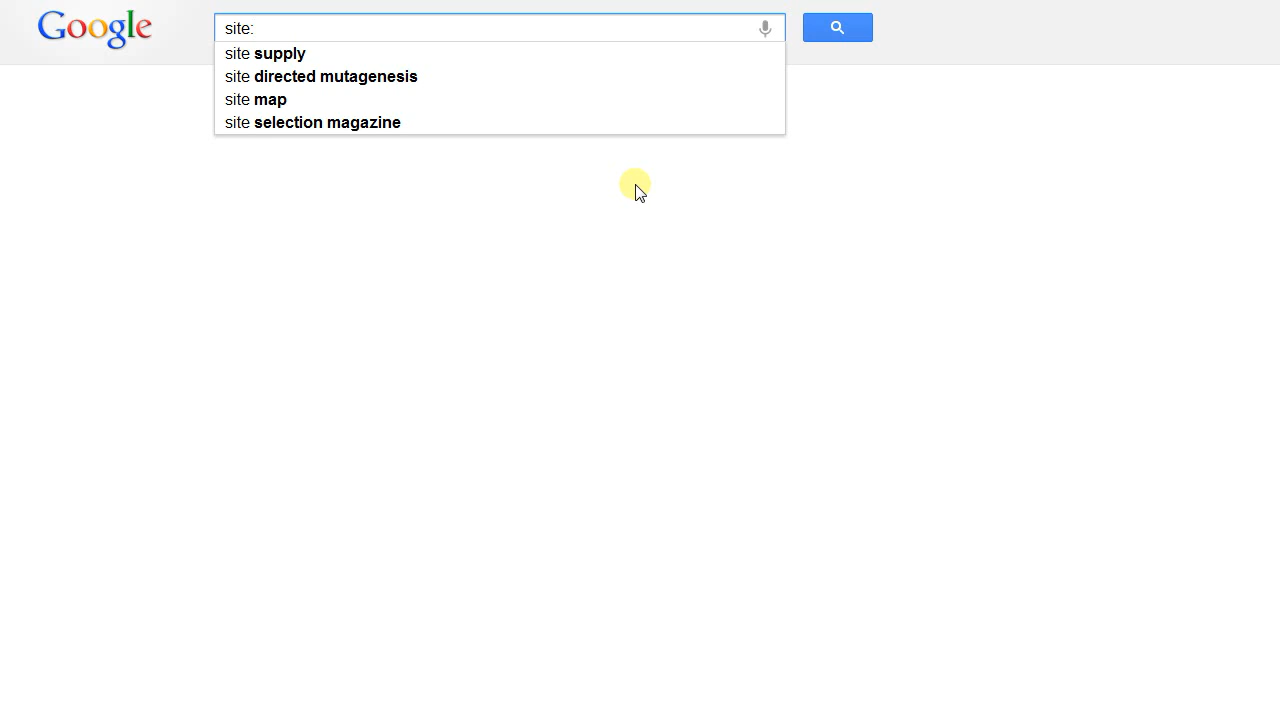 Google
site:
site supply
site directed mutagenesis
site map
site selection magazine